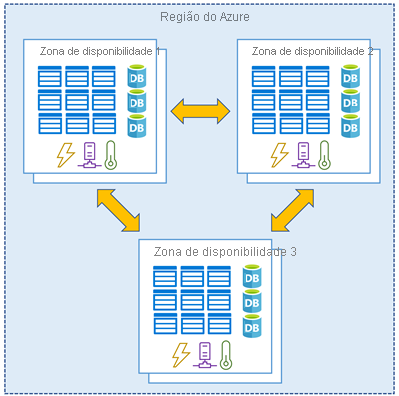 Região do Azure
Zona de disponibilidade 1
Zona de disponibilidade 2
DB
DB
DB
DB
DB
DB
Zona de disponibilidade 3
DB
DB
DB